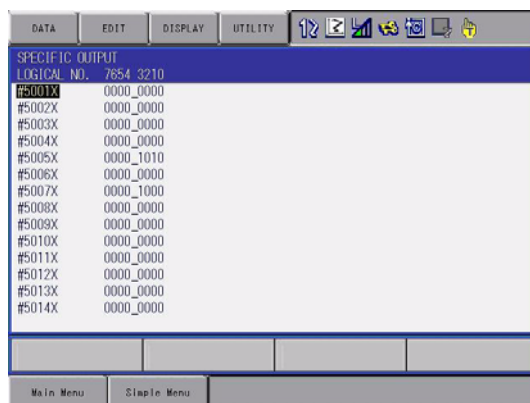 DATA EDIT DISPLAY UTILITY
SPECIFIC OUTPUT
LOGICAL NO. 7654 3210
#5001X 0000_0000
#5002X 0000_0000
#5003X 0000_0000
#5004X 0000_0000
#5005X 0000_1010
#5006X 0000_0000
#5007X 0000_1000
#5008X 0000_0000
#5009X 0000_0000
#5010X 0000_0000
#5011X 0000_0000
#5012X 0000_0000
#5013X 0000_0000
#5014X 0000_0000
Main Menu Simple Menu